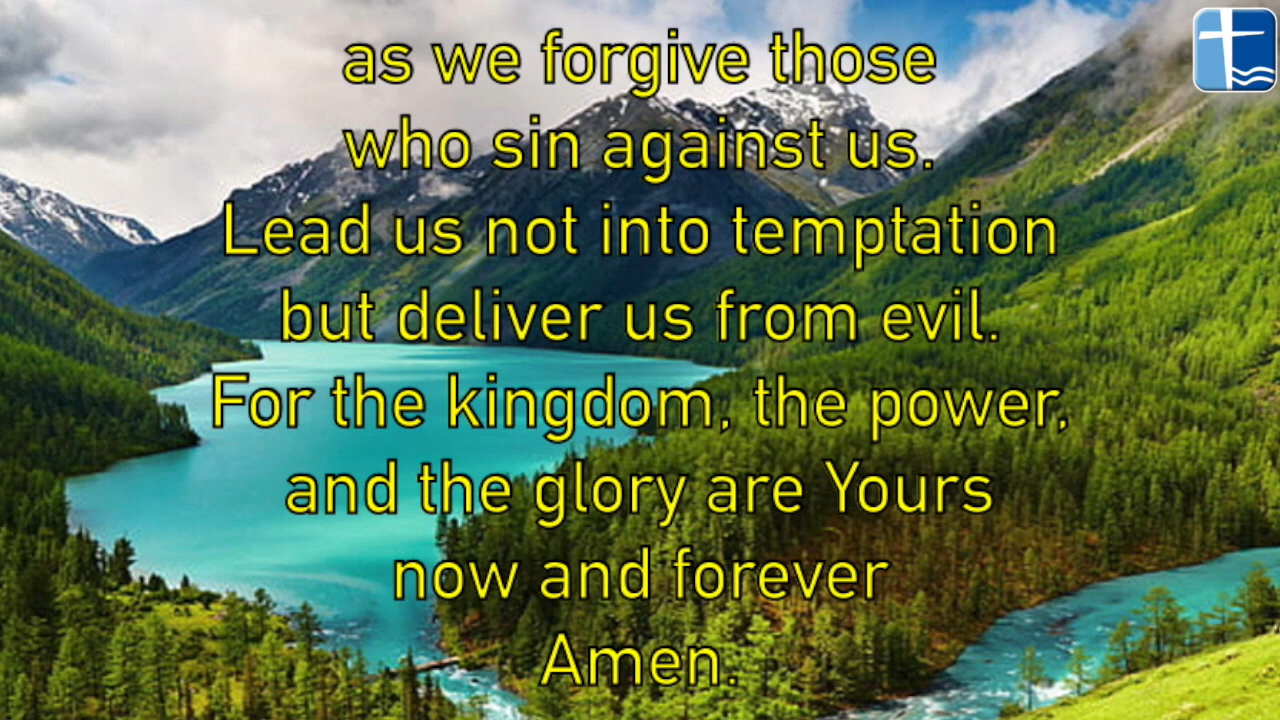 as we forgive those
who sin against us.
Lead us not into temptation
but deliver us from evil.
For the kingdom, the power,
and the glory are Yours
now and forever
Amen.